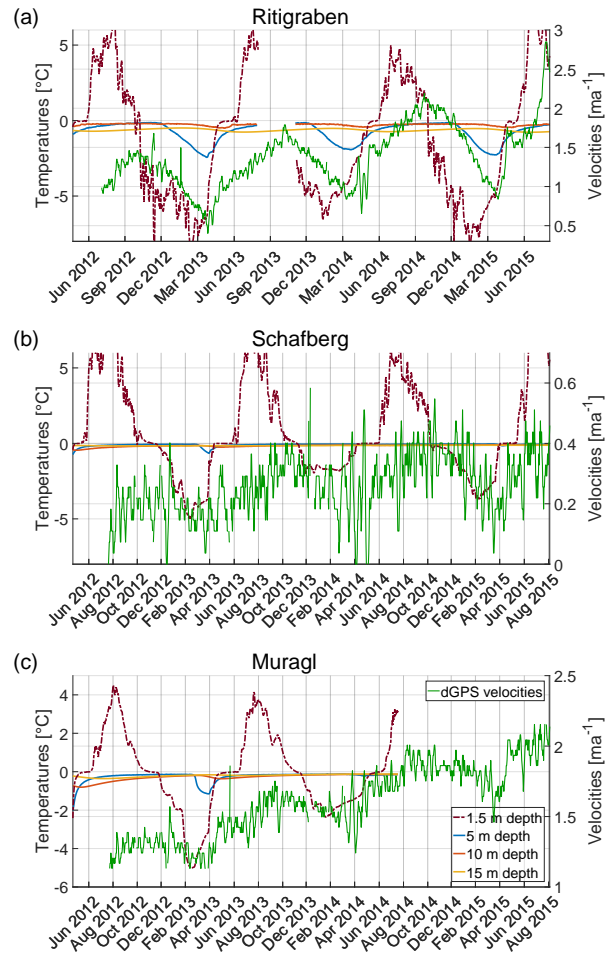 (a)
Ritigraben
5
0
-5
Temperatures [°C]
3
2.5
2
1.5
1
0.5
Velocities [ma-1]
Jun 2012
Sep 2012
Dec 2012
Mar 2013
Jun 2013
Sep 2013
Dec 2013
Mar 2014
Jun 2014
Sep 2014
Dec 2014
Mar 2015
Jun 2015
(b)
Schafberg
5
0
-5
Temperatures [°C]
0.6
0.4
0.2
0
Velocities [ma-1]
Jun 2012
Aug 2012
Oct 2012
Dec 2012
Feb 2013
Apr 2013
Jun 2013
Aug 2013
Oct 2013
Dec 2013
Feb 2014
Apr 2014
Jun 2014
Aug 2014
Oct 2014
Dec 2014
Feb 2015
Apr 2015
Jun 2015
Aug 2015
(c)
Muragl
4
2
0
-2
-4
-6
Temperatures [°C]
dGPS velocities
1.5 m depth
5 m depth
10 m depth
15 m depth
2.5
2
1.5
1
Velocities [ma-1]
Jun 2012
Aug 2012
Oct 2012
Dec 2012
Feb 2013
Apr 2013
Jun 2013
Aug 2013
Oct 2013
Dec 2013
Feb 2014
Apr 2014
Jun 2014
Aug 2014
Oct 2014
Dec 2014
Feb 2015
Apr 2015
Jun 2015
Aug 2015